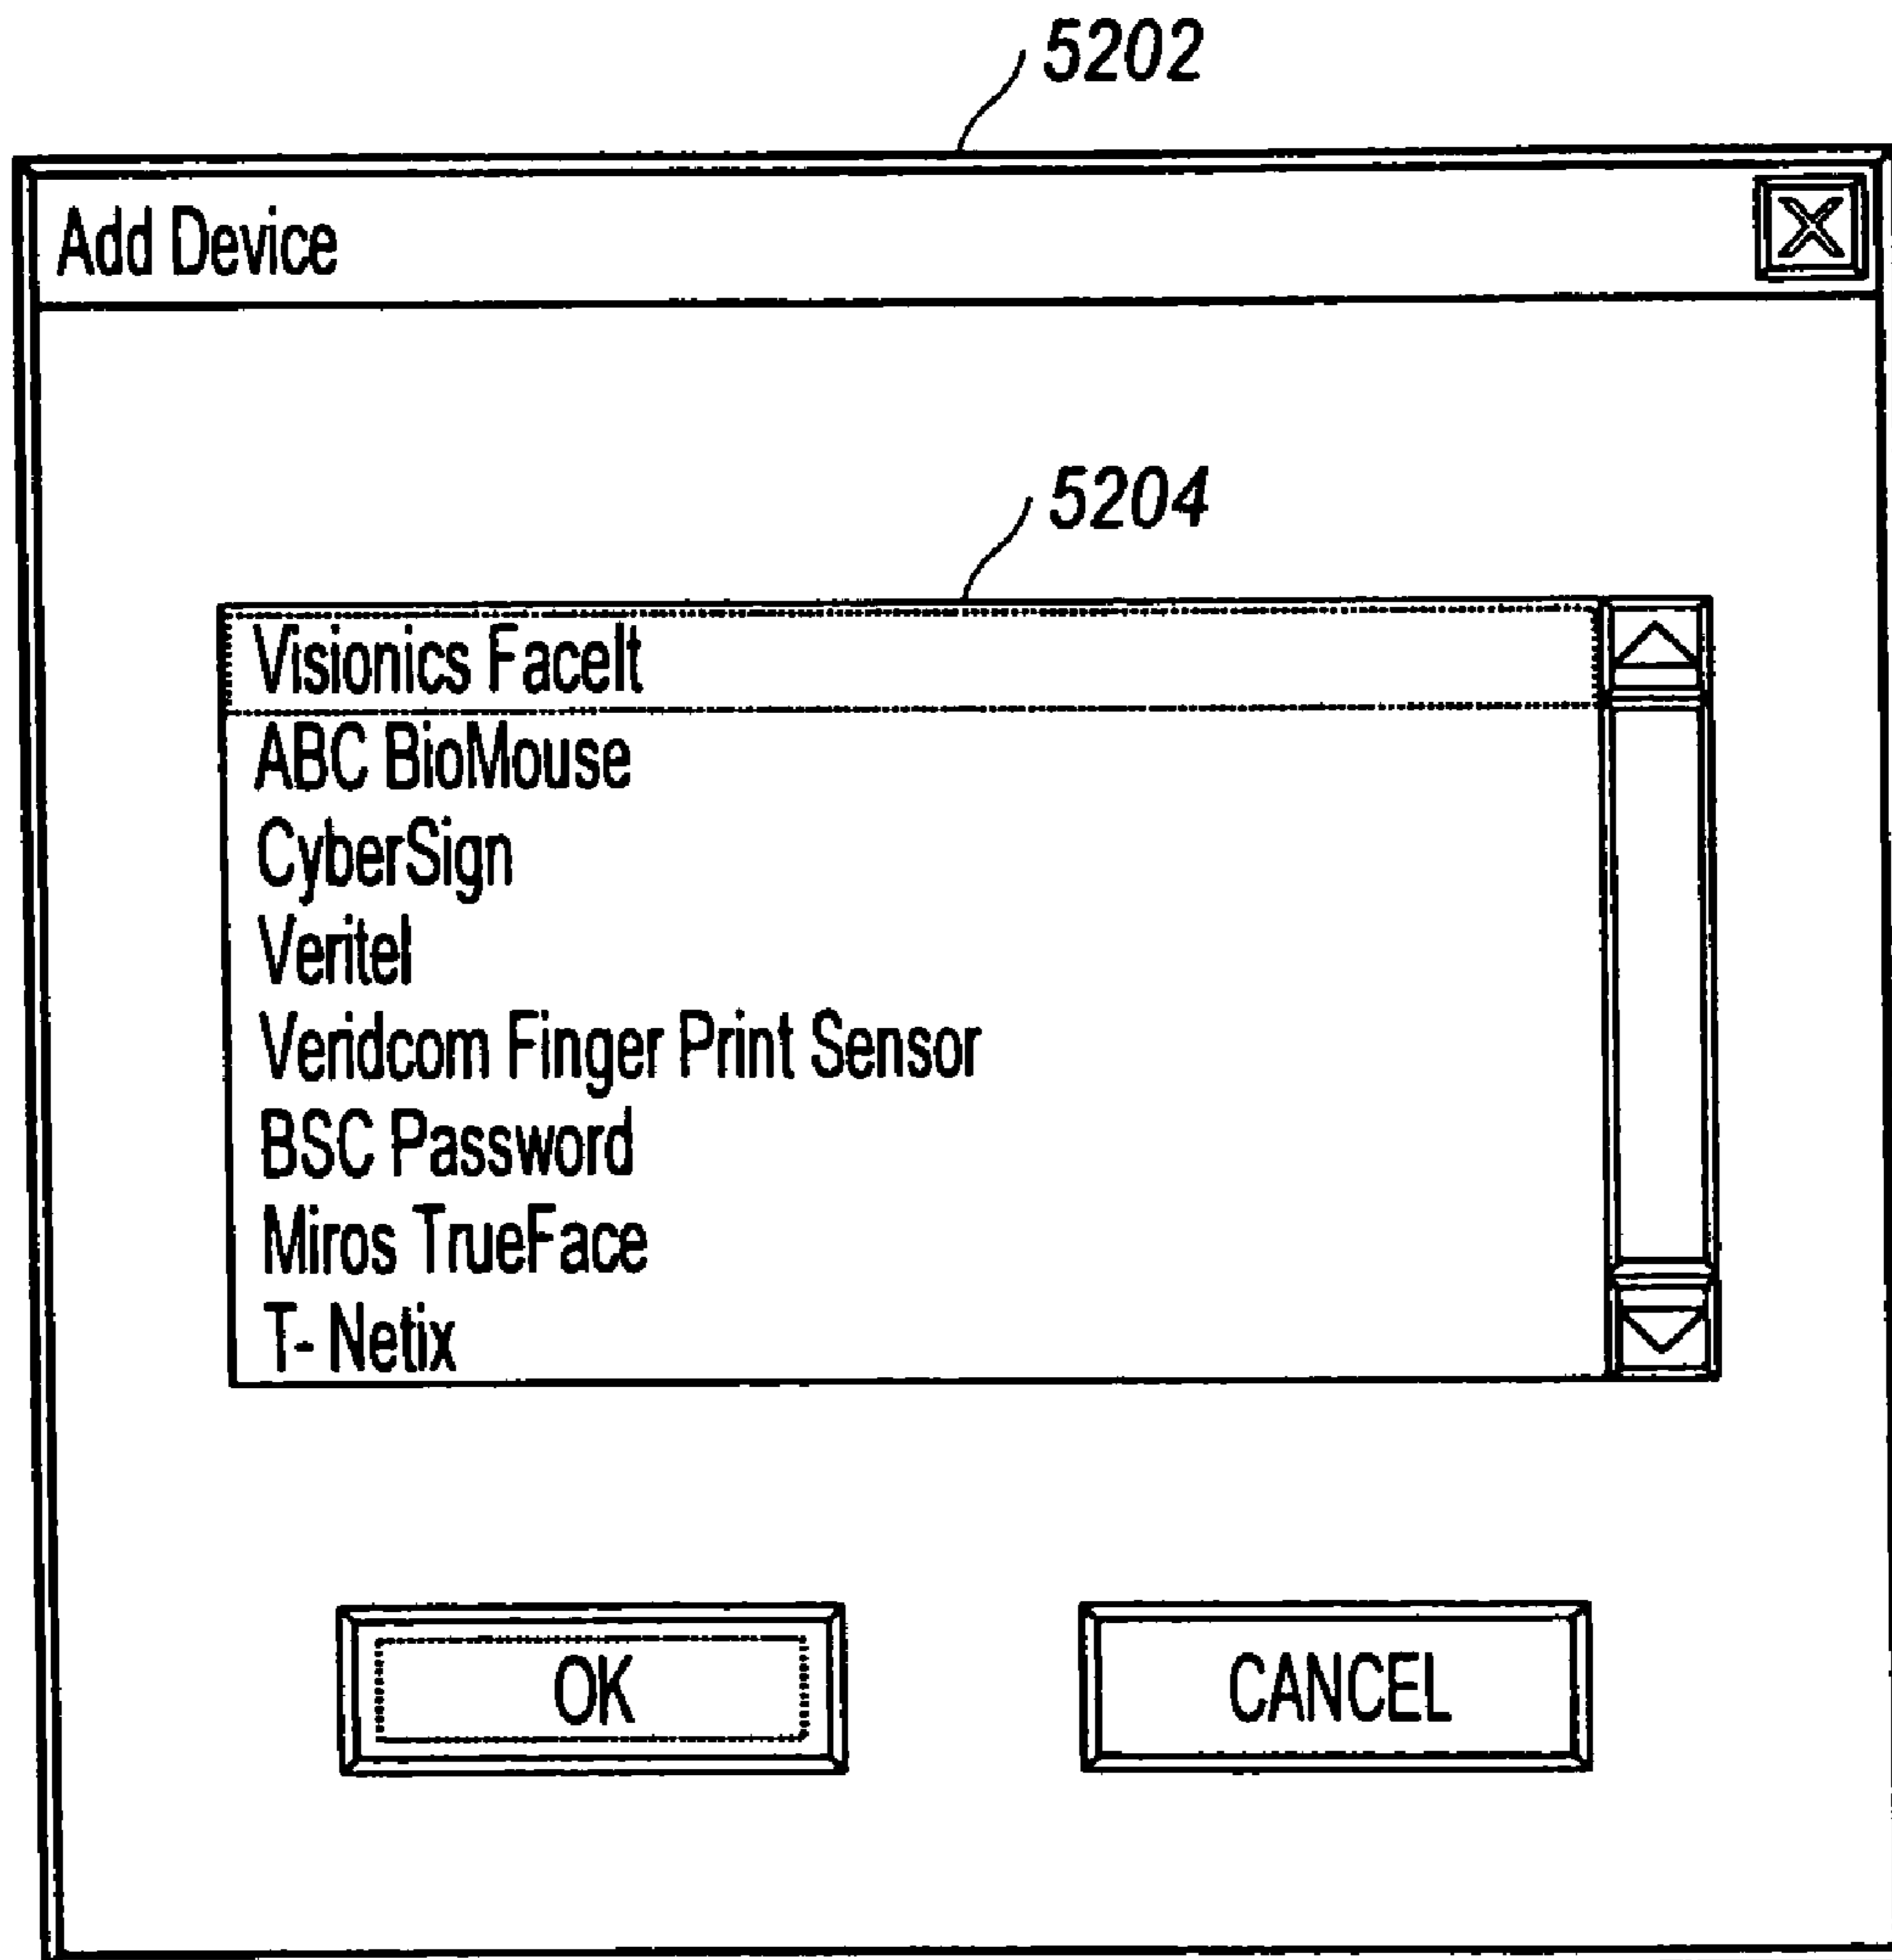 5202
Add Device
5204
Visionics FaceIt
ABC BioMouse
CyberSign
Veritel
Veridcom Finger Print Sensor
BSC Password
Miros TrueFace
T- Netix
OK
CANCEL